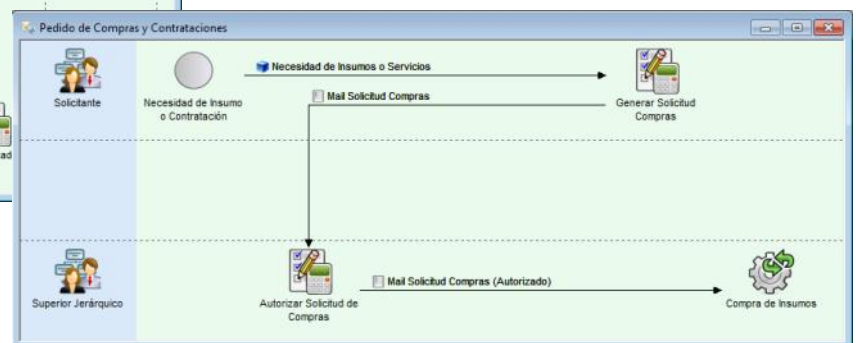 Pedido de Compras y Contrataciones
Necesidad de Insumos o Servicios
Mail Solicitud Compras
Solicitante
Necesidad de Insumo
o Contratación
Generar Solicitud
Compras
Mail Solicitud Compras (Autorizado)
Superior Jerárquico
Autorizar Solicitud de
Compras
Compra de Insumos